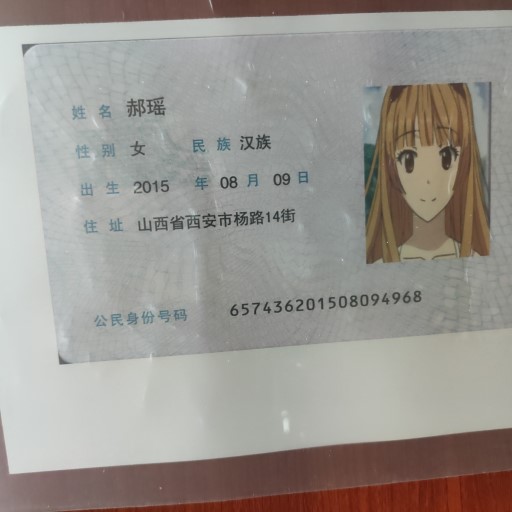 姓名 郝瑶
性别 女 民族 汉族
出生 2015 年 08 月 09 日
住址 山西省西安市杨路14街
公民身份号码 657436201508094968